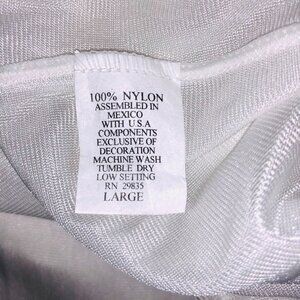 100% NYLON
ASSEMBLED IN
MEXICO
WITH U.S.A
COMPONENTS
EXCLUSIVE OF
DECORATION
MACHINE WASH
TUMBLE DRY
LOW SETTING
RN 29835
LARGE